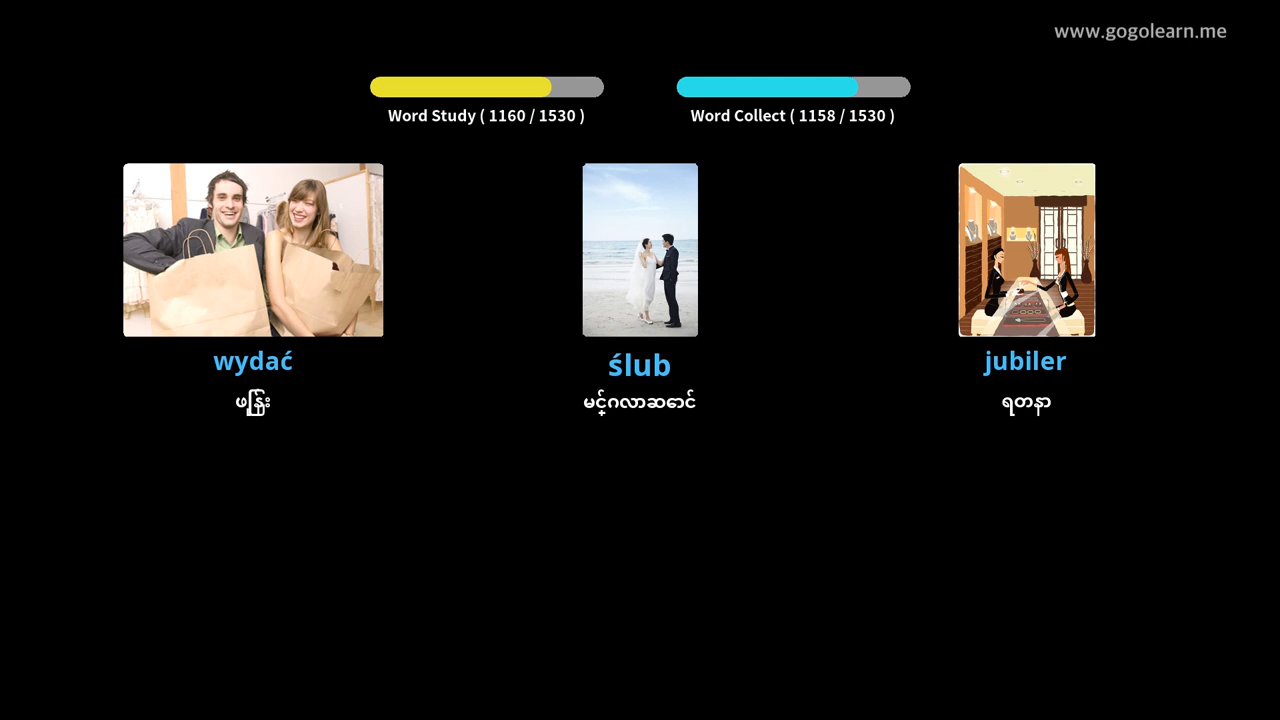 www.gogolearn.me
Word Study ( 1160 / 1530 )
Word Collect ( 1158 / 1530 )
wydać
ślub
jubiler
ဖြုန်း
မင်္ဂလာဆောင်
ရတနာ